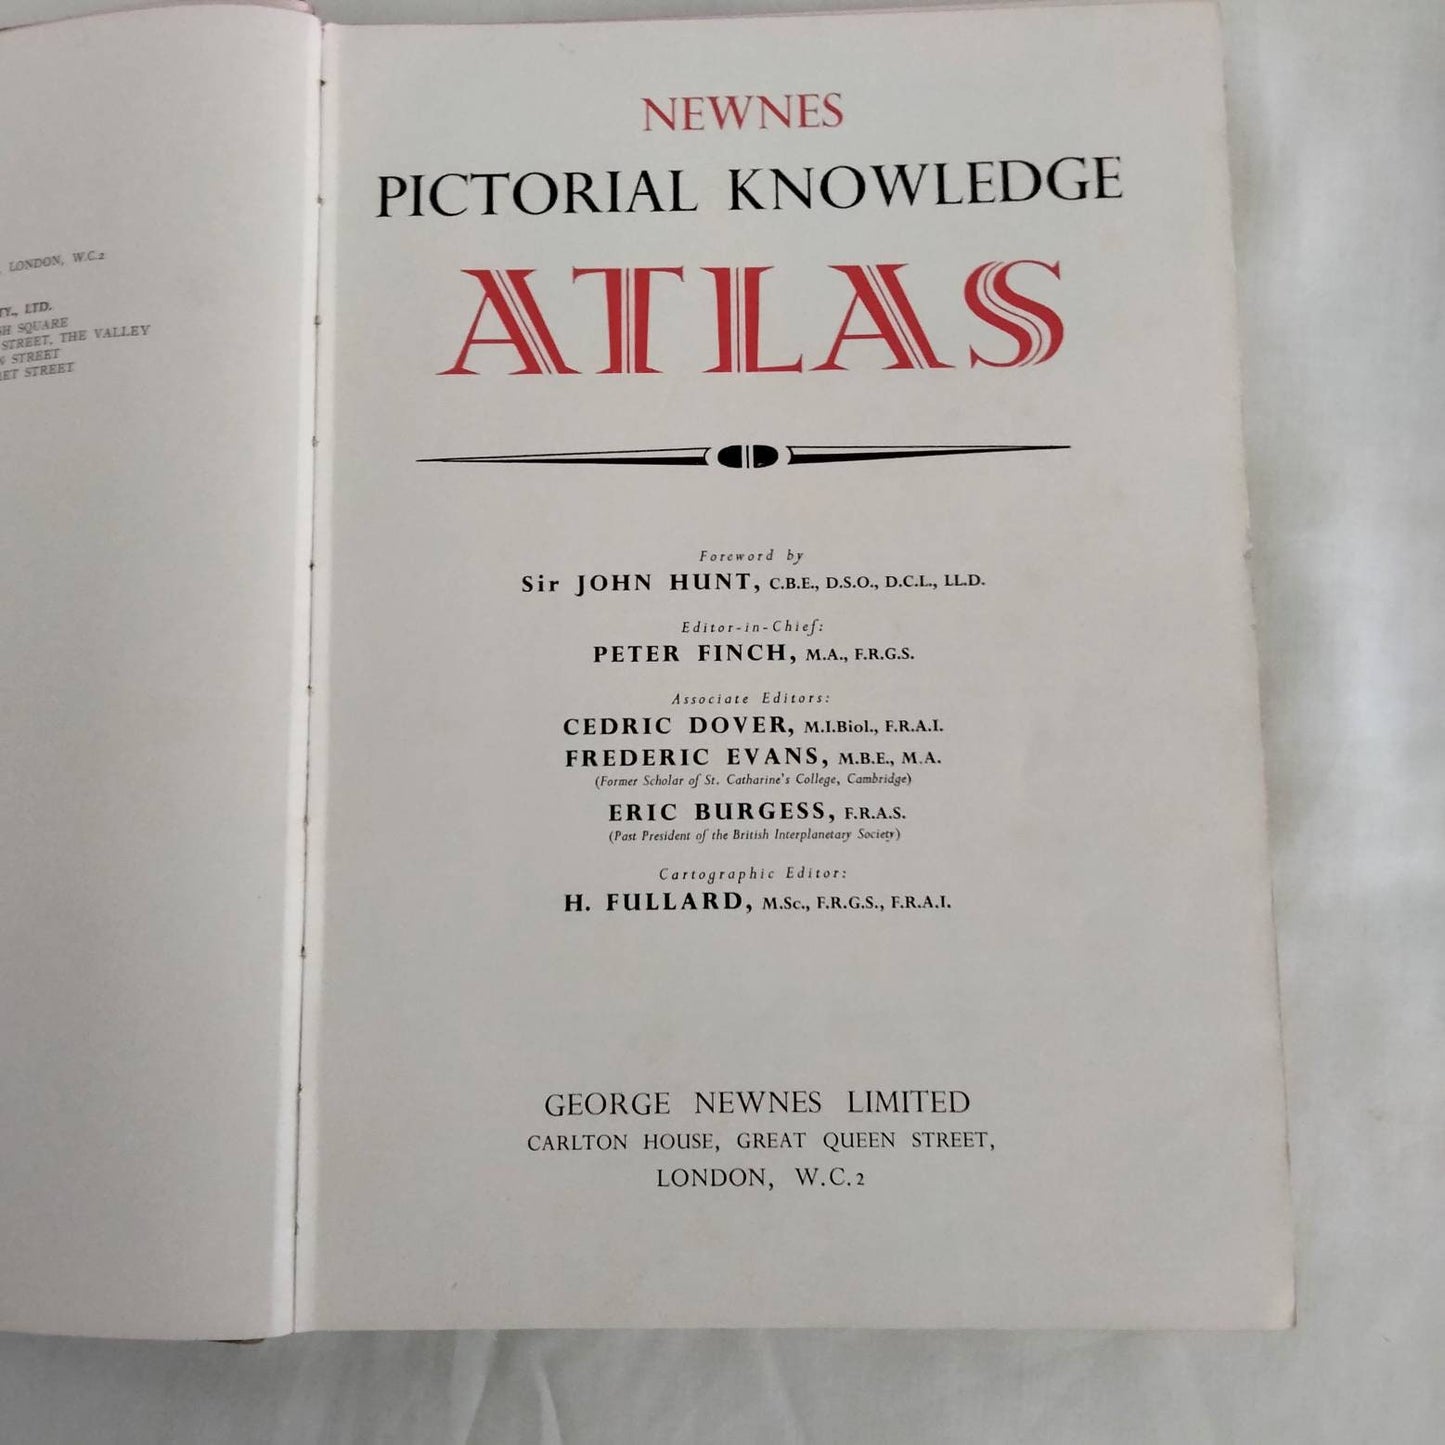 LONDON, W.C.2
LTD.
SQUARE
STREET, THE VALLEY
STREET
STREET
NEWNES
PICTORIAL KNOWLEDGE
ATLAS
Foreword by
Sir JOHN HUNT, C.B.E., D.S.O., D.C.L., LL.D.
Editor-in-Chief:
PETER FINCH, M.A., F.R.G.S.
Associate Editors:
CEDRIC DOVER, M.I.Biol., F.R.A.I.
FREDERIC EVANS, M.B.E., M.A.
(Former Scholar of St. Catharine's College, Cambridge)
ERIC BURGESS, F.R.A.S.
(Past President of the British Interplanetary Society)
Cartographic Editor:
H. FULLARD, M.Sc., F.R.G.S., F.R.A.I.
GEORGE NEWNES LIMITED
CARLTON HOUSE, GREAT QUEEN STREET,
LONDON, W.C.2